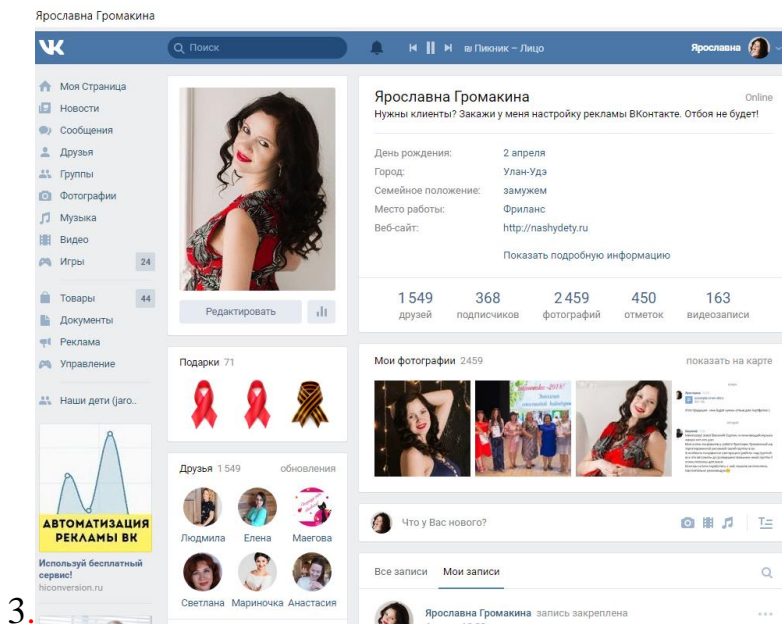 Ярославна Громакина
Поиск
Пикник – Лицо
Ярославна
Моя Страница
Новости
Сообщения
Друзья
Группы
Фотографии
Музыка
Видео
Игры 24
Товары 44
Документы
Реклама
Управление
Наши дети (jaro..
АВТОМАТИЗАЦИЯ
РЕКЛАМЫ ВК
Используй бесплатный
сервис!
hiconversion.ru
Редактировать
Подарки 71
Друзья 1 549 обновления
Людмила Елена Маегова
Светлана Мариночка Анастасия
Ярославна Громакина Online
Нужны клиенты? Закажи у меня настройку рекламы ВКонтакте. Отбоя не будет!
День рождения: 2 апреля
Город: Улан-Удэ
Семейное положение: замужем
Место работы: Фриланс
Веб-сайт: http://nashydety.ru
Показать подробную информацию
1 549 368 2 459 450 163
друзей подписчиков фотографий отметок видеозаписи
Мои фотографии 2459 показать на карте
Что у Вас нового?
Все записи Мои записи
Ярославна Громакина запись закреплена
3.